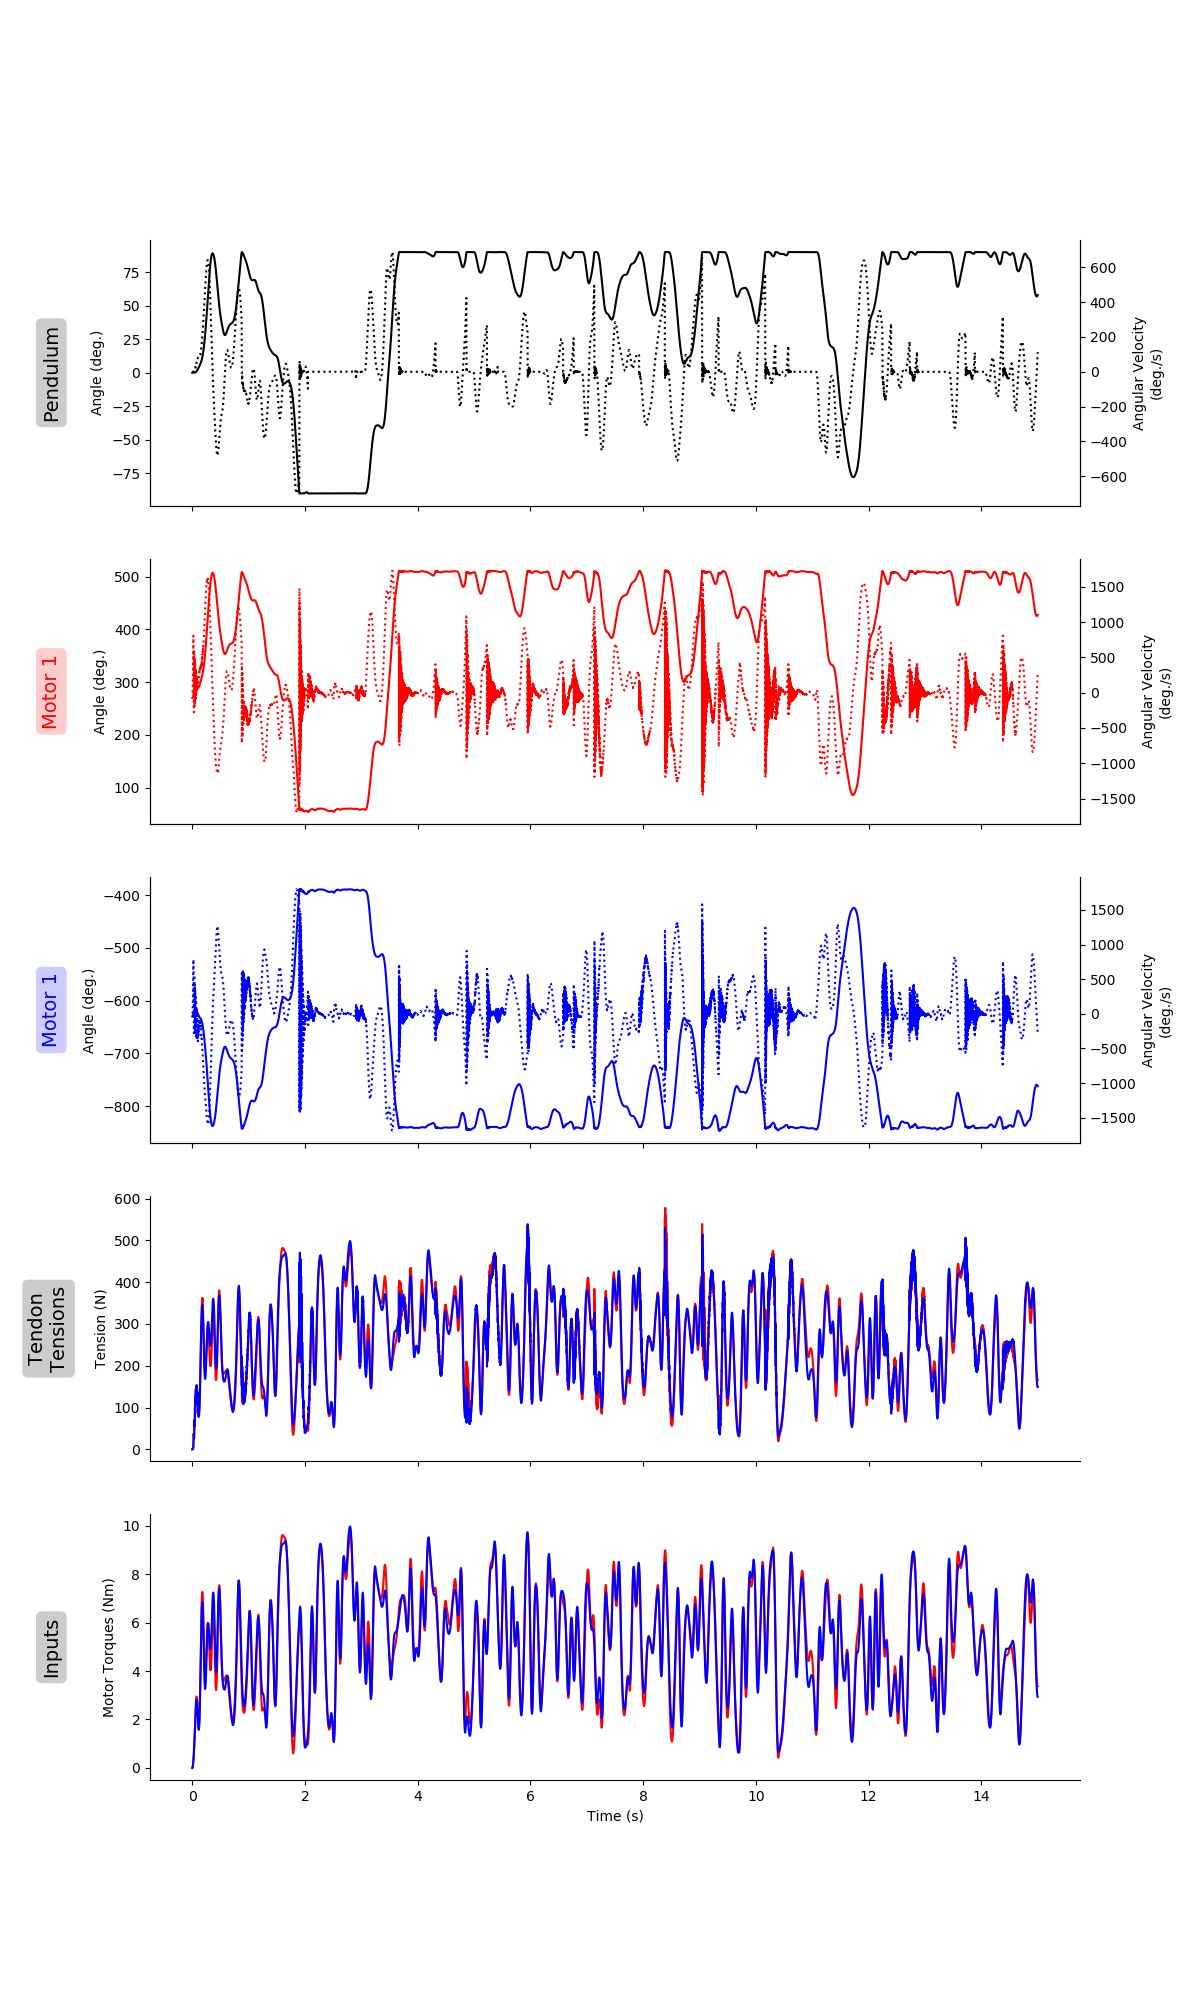 Pendulum
Angle (deg.)
75
50
25
0
−25
−50
−75
600
400
200
0
−200
−400
−600
Angular Velocity
(deg./s)
Motor 1
Angle (deg.)
500
400
300
200
100
1500
1000
500
0
−500
−1000
−1500
Angular Velocity
(deg./s)
Motor 1
Angle (deg.)
−400
−500
−600
−700
−800
1500
1000
500
0
−500
−1000
−1500
Angular Velocity
(deg./s)
Tendon
Tensions
Tension (N)
600
500
400
300
200
100
0
Inputs
Motor Torques (Nm)
10
8
6
4
2
0
0 2 4 6 8 10 12 14
Time (s)